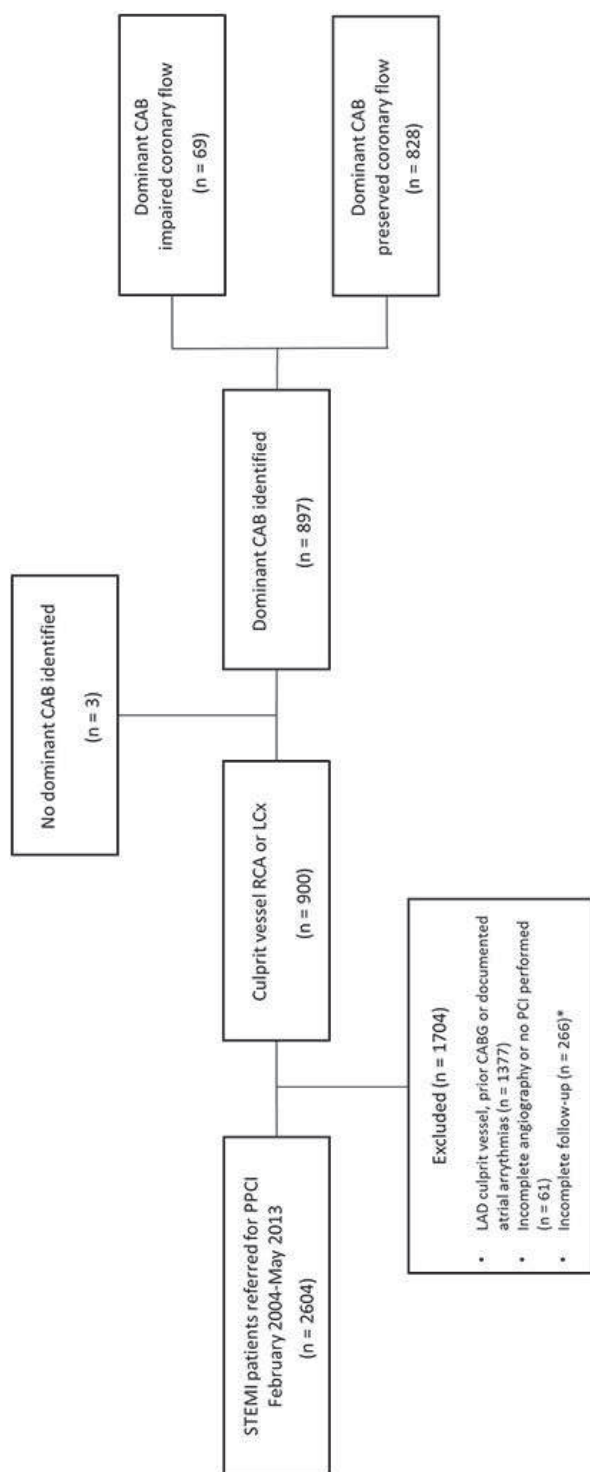 STEMI patients referred for PPCI
February 2004-May 2013
(n = 2604)
Excluded (n = 1704)
• LAD culprit vessel, prior CABG or documented
atrial arrythmias (n = 1377)
• Incomplete angiography or no PCI performed
(n = 61)
• Incomplete follow-up (n = 266)*
Culprit vessel RCA or LCx
(n = 900)
No dominant CAB identified
(n = 3)
Dominant CAB identified
(n = 897)
Dominant CAB
impaired coronary flow
(n = 69)
Dominant CAB
preserved coronary flow
(n = 828)